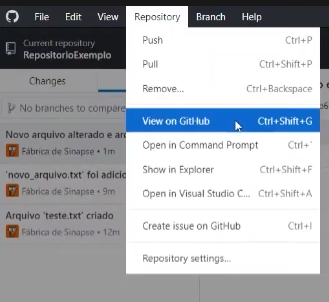 File Edit View Repository Branch Help
Current repository
RepositorioExemplo
Changes
No branches to compare
Novo arquivo alterado e ar
Fábrica de Sinapse • 1m
'novo_arquivo.txt' foi adicio
Fábrica de Sinapse • 9m
Arquivo 'teste.txt' criado
Fábrica de Sinapse • 12m
Push Ctrl+P
Pull Ctrl+Shift+P
Remove... Ctrl+Backspace
View on GitHub Ctrl+Shift+G
Open in Command Prompt Ctrl+`
Show in Explorer Ctrl+Shift+F
Open in Visual Studio C... Ctrl+Shift+A
Create issue on GitHub Ctrl+I
Repository settings...